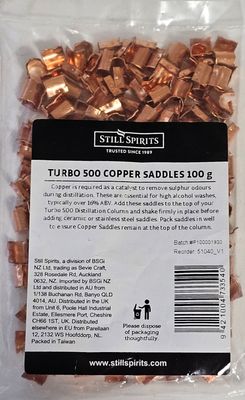 STILL SPIRITS
TRUSTED SINCE 1989
TURBO 500 COPPER SADDLES 100 g
Copper is required as a catalyst to remove sulphur odours
during distillation. These are essential for high alcohol washes,
typically over 16% ABV. Add these saddles to the top of your
Turbo 500 Distillation Column and shake firmly in place before
adding ceramic or stainless steel saddles. Pack saddles in well
to ensure Copper Saddles remain at the top of the column.
Batch #P100001930
Reorder: 51040_V1
Still Spirits, a division of BSGi
NZ Ltd, trading as Bevie Craft,
328 Rosedale Rd, Auckland
0632, NZ. Imported by BSGi NZ
Ltd and distributed in AU from
1/138 Buchanan Rd, Banyo QLD
4014, AU. Distributed in the UK
from Unit 6, Pool Hall Industrial
Estate, Ellesmere Port, Cheshire
CH66 1ST, UK. Distributed
elsewhere in EU from Parellaan
12, 2132 WS Hoofddorp, NL.
Packed in Taiwan
Please dispose
of packaging
thoughtfully.
9 421004 733540
www.stillspirits.com